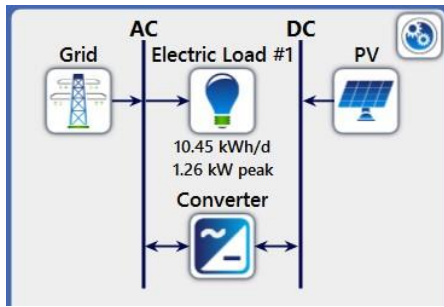 AC
DC
Grid
Electric Load #1
PV
10.45 kWh/d
1.26 kW peak
Converter